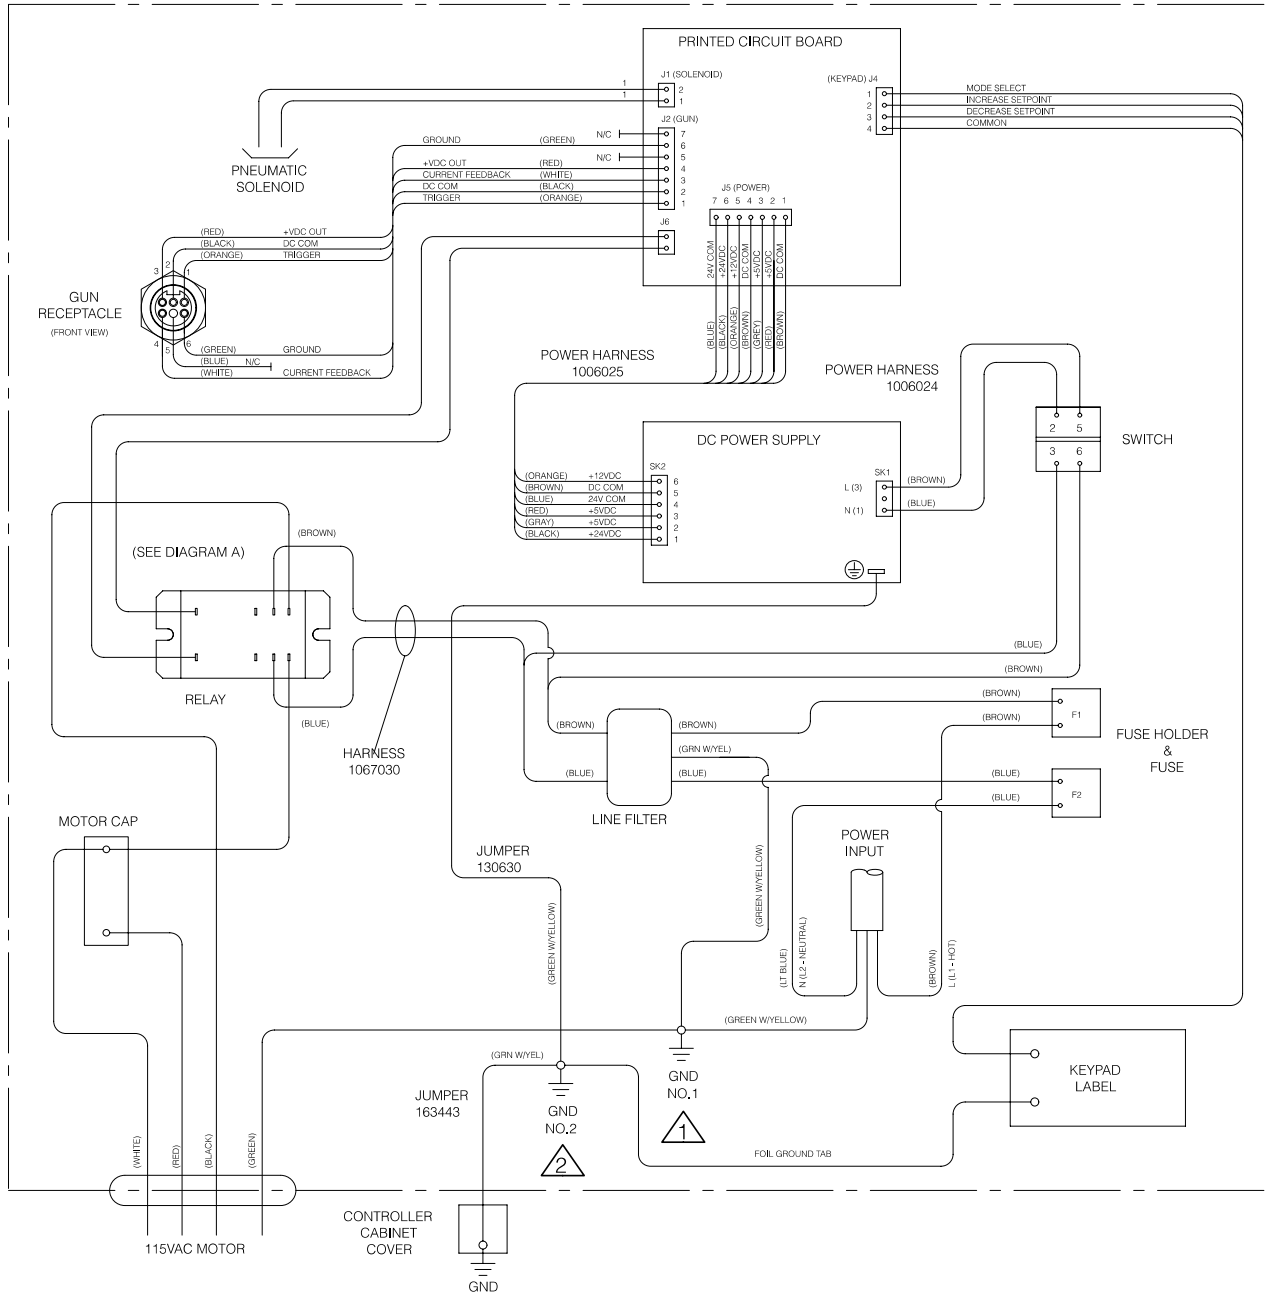 PRINTED CIRCUIT BOARD
J1 (SOLENOID)
1
2
1
1
(KEYPAD) J4
1
MODE SELECT
2
INCREASE SETPOINT
3
DECREASE SETPOINT
4
COMMON
J2 (GUN)
N/C
7
GROUND
(GREEN)
6
N/C
5
+VDC OUT
(RED)
4
CURRENT FEEDBACK
(WHITE)
3
DC COM
(BLACK)
2
TRIGGER
(ORANGE)
1
PNEUMATIC
SOLENOID
J5 (POWER)
7 6 5 4 3 2 1
J6
24V COM
+24VDC
+12VDC
DC COM
+5VDC
+5VDC
DC COM
(BLUE)
(BLACK)
(ORANGE)
(BROWN)
(GREY)
(RED)
(BROWN)
(RED)
+VDC OUT
(BLACK)
DC COM
(ORANGE)
TRIGGER
3
2
1
GUN
RECEPTACLE
(FRONT VIEW)
4
5
6
(GREEN)
GROUND
(BLUE)
N/C
(WHITE)
CURRENT FEEDBACK
POWER HARNESS
1006025
POWER HARNESS
1006024
2 5
3 6
SWITCH
DC POWER SUPPLY
SK2
(ORANGE)
+12VDC
6
(BROWN)
DC COM
5
(BLUE)
24V COM
4
(RED)
+5VDC
3
(GRAY)
+5VDC
2
(BLACK)
+24VDC
1
SK1
L (3)
(BROWN)
N (1)
(BLUE)
(BROWN)
(SEE DIAGRAM A)
RELAY
(BLUE)
HARNESS
1067030
(BLUE)
(BROWN)
(BROWN)
(BROWN)
(GRN W/YEL)
(BLUE)
(BLUE)
LINE FILTER
(BROWN)
(BROWN)
F1
FUSE HOLDER
&
FUSE
(BLUE)
(BLUE)
F2
MOTOR CAP
JUMPER
130630
POWER
INPUT
(GREEN W/YELLOW)
(GREEN W/YELLOW)
(LT BLUE)
N (L2 - NEUTRAL)
(BROWN)
L (L1 - HOT)
(GREEN W/YELLOW)
(GRN W/YEL)
GND
NO.1
1
JUMPER
163443
GND
NO.2
2
KEYPAD
LABEL
FOIL GROUND TAB
(WHITE)
(RED)
(BLACK)
(GREEN)
115VAC MOTOR
CONTROLLER
CABINET
COVER
GND